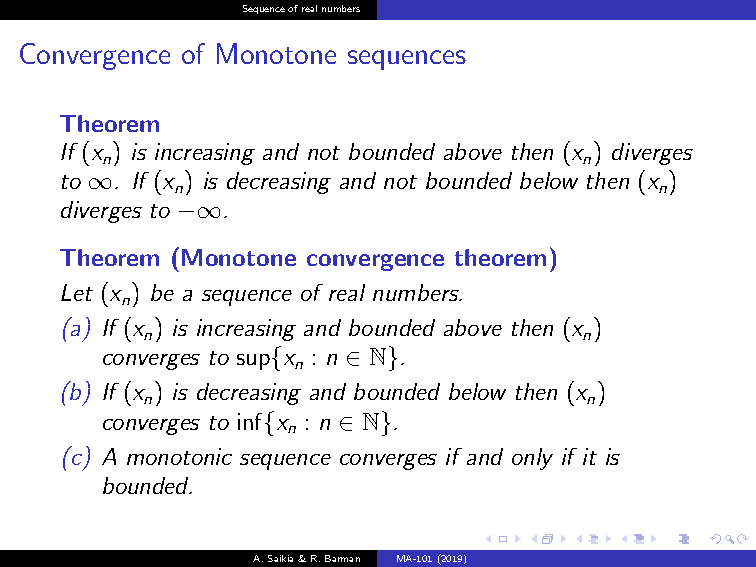 Sequence of real numbers
Convergence of Monotone sequences
Theorem
If (xₙ) is increasing and not bounded above then (xₙ) diverges
to ∞. If (xₙ) is decreasing and not bounded below then (xₙ)
diverges to −∞.
Theorem (Monotone convergence theorem)
Let (xₙ) be a sequence of real numbers.
(a) If (xₙ) is increasing and bounded above then (xₙ)
converges to sup{xₙ : n ∈ ℕ}.
(b) If (xₙ) is decreasing and bounded below then (xₙ)
converges to inf{xₙ : n ∈ ℕ}.
(c) A monotonic sequence converges if and only if it is
bounded.
A. Saikia & R. Barman MA-101 (2019)